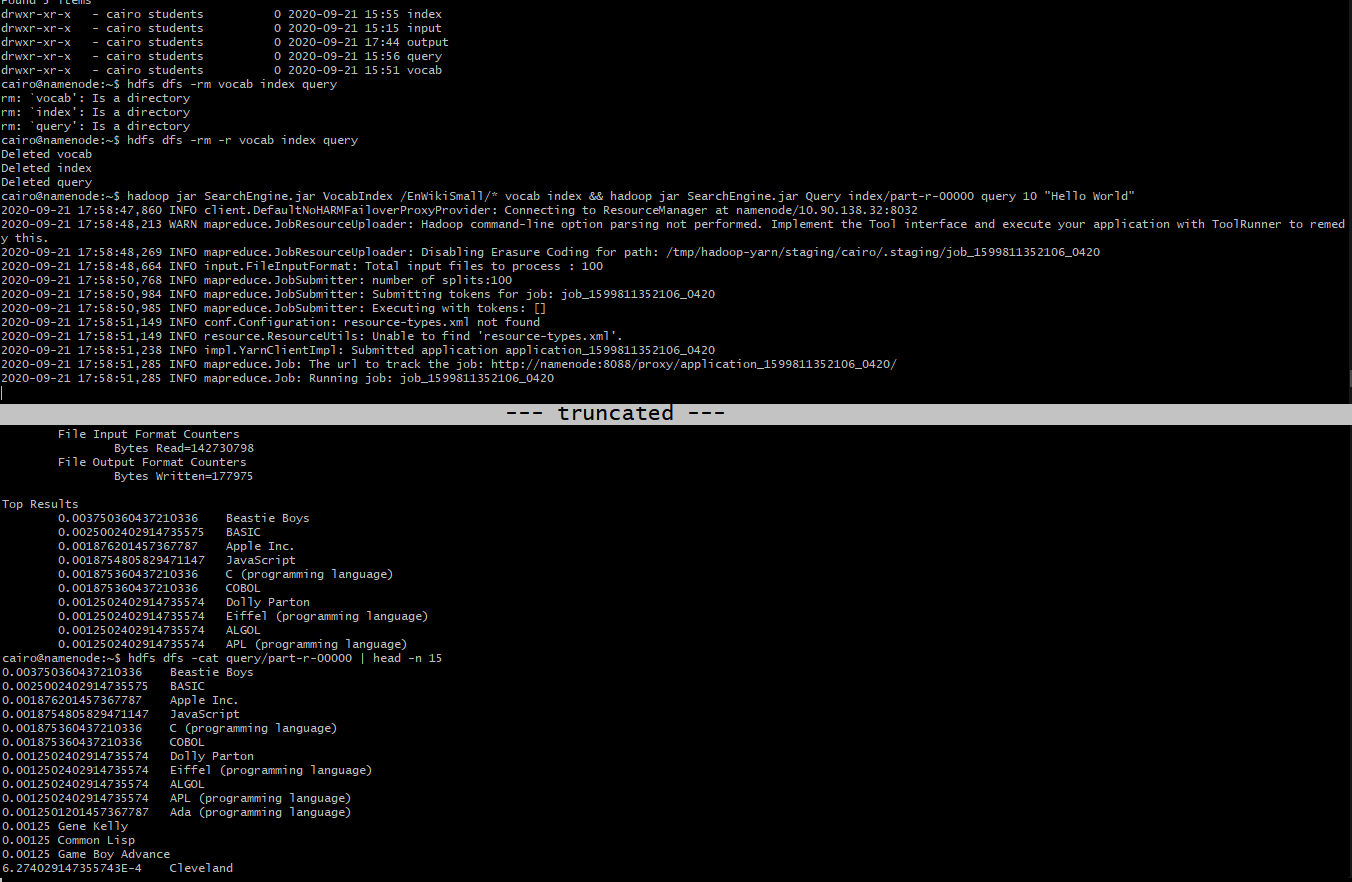 Found 5 items
drwxr-xr-x   - cairo students          0 2020-09-21 15:55 index
drwxr-xr-x   - cairo students          0 2020-09-21 15:15 input
drwxr-xr-x   - cairo students          0 2020-09-21 17:44 output
drwxr-xr-x   - cairo students          0 2020-09-21 15:56 query
drwxr-xr-x   - cairo students          0 2020-09-21 15:51 vocab
cairo@namenode:~$ hdfs dfs -rm vocab index query
rm: `vocab': Is a directory
rm: `index': Is a directory
rm: `query': Is a directory
cairo@namenode:~$ hdfs dfs -rm -r vocab index query
Deleted vocab
Deleted index
Deleted query
cairo@namenode:~$ hadoop jar SearchEngine.jar VocabIndex /EnWikiSmall/* vocab index && hadoop jar SearchEngine.jar Query index/part-r-00000 query 10 "Hello World"
2020-09-21 17:58:47,860 INFO client.DefaultNoHARMFailoverProxyProvider: Connecting to ResourceManager at namenode/10.90.138.32:8032
2020-09-21 17:58:48,213 WARN mapreduce.JobResourceUploader: Hadoop command-line option parsing not performed. Implement the Tool interface and execute your application with ToolRunner to remed
y this.
2020-09-21 17:58:48,269 INFO mapreduce.JobResourceUploader: Disabling Erasure Coding for path: /tmp/hadoop-yarn/staging/cairo/.staging/job_1599811352106_0420
2020-09-21 17:58:48,664 INFO input.FileInputFormat: Total input files to process : 100
2020-09-21 17:58:50,768 INFO mapreduce.JobSubmitter: number of splits:100
2020-09-21 17:58:50,984 INFO mapreduce.JobSubmitter: Submitting tokens for job: job_1599811352106_0420
2020-09-21 17:58:50,985 INFO mapreduce.JobSubmitter: Executing with tokens: []
2020-09-21 17:58:51,149 INFO conf.Configuration: resource-types.xml not found
2020-09-21 17:58:51,149 INFO resource.ResourceUtils: Unable to find 'resource-types.xml'.
2020-09-21 17:58:51,238 INFO impl.YarnClientImpl: Submitted application application_1599811352106_0420
2020-09-21 17:58:51,285 INFO mapreduce.Job: The url to track the job: http://namenode:8088/proxy/application_1599811352106_0420/
2020-09-21 17:58:51,285 INFO mapreduce.Job: Running job: job_1599811352106_0420
--- truncated ---
        File Input Format Counters
                Bytes Read=142730798
        File Output Format Counters
                Bytes Written=177975
Top Results
        0.003750360437210336    Beastie Boys
        0.0025002402914735575   BASIC
        0.001876201457367787    Apple Inc.
        0.0018754805829471147   JavaScript
        0.001875360437210336    C (programming language)
        0.001875360437210336    COBOL
        0.0012502402914735574   Dolly Parton
        0.0012502402914735574   Eiffel (programming language)
        0.0012502402914735574   ALGOL
        0.0012502402914735574   APL (programming language)
cairo@namenode:~$ hdfs dfs -cat query/part-r-00000 | head -n 15
0.003750360437210336    Beastie Boys
0.0025002402914735575   BASIC
0.001876201457367787    Apple Inc.
0.0018754805829471147   JavaScript
0.001875360437210336    C (programming language)
0.001875360437210336    COBOL
0.0012502402914735574   Dolly Parton
0.0012502402914735574   Eiffel (programming language)
0.0012502402914735574   ALGOL
0.0012502402914735574   APL (programming language)
0.0012501201457367787   Ada (programming language)
0.00125 Gene Kelly
0.00125 Common Lisp
0.00125 Game Boy Advance
6.274029147355743E-4    Cleveland